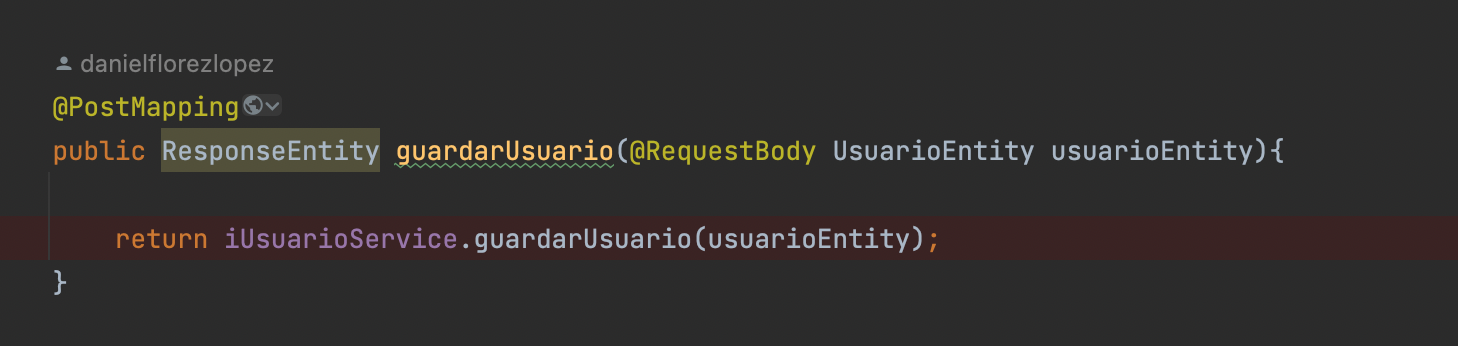 danielflorezlopez
@PostMapping
public ResponseEntity guardarUsuario(@RequestBody UsuarioEntity usuarioEntity){
return iUsuarioService.guardarUsuario(usuarioEntity);
}